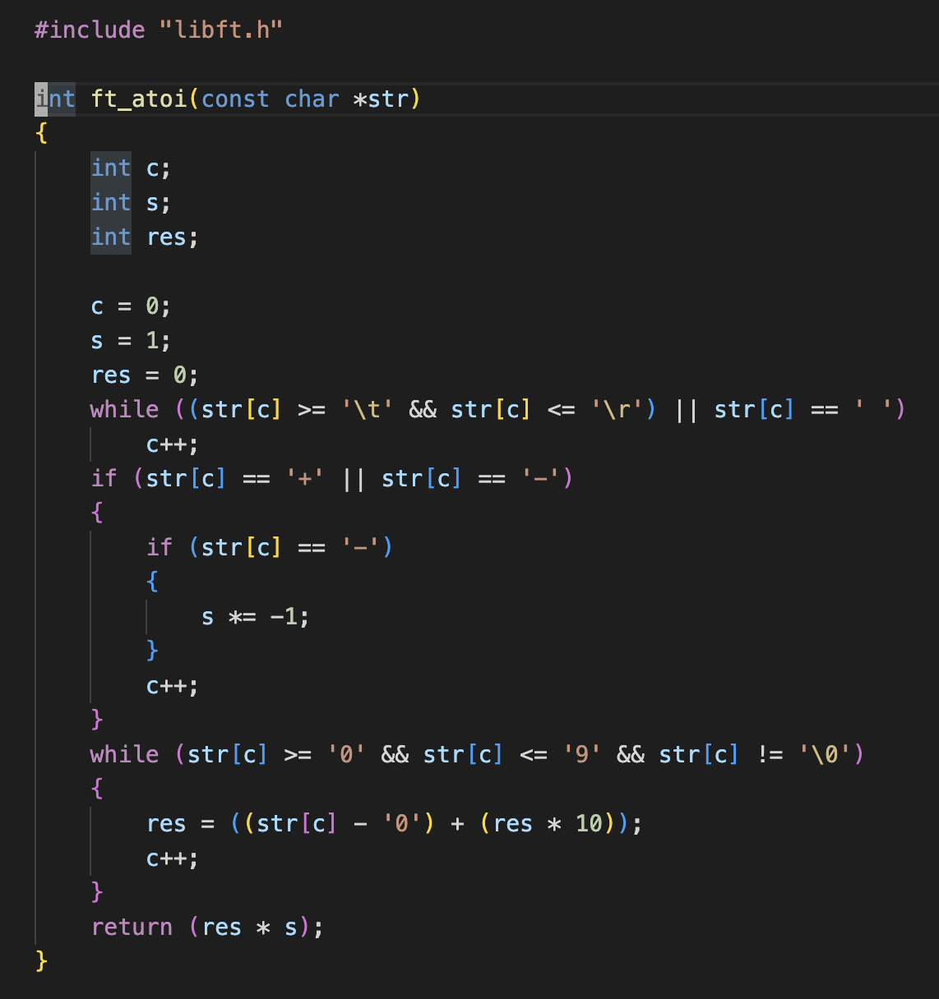 #include "libft.h"
int ft_atoi(const char *str)
{
int c;
int s;
int res;
c = 0;
s = 1;
res = 0;
while ((str[c] >= '\t' && str[c] <= '\r') || str[c] == ' ')
c++;
if (str[c] == '+' || str[c] == '-')
{
if (str[c] == '-')
{
s *= -1;
}
c++;
}
while (str[c] >= '0' && str[c] <= '9' && str[c] != '\0')
{
res = ((str[c] - '0') + (res * 10));
c++;
}
return (res * s);
}